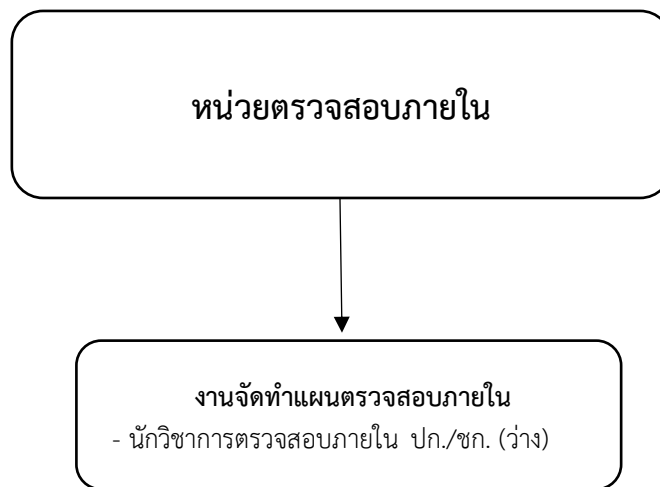 หน่วยตรวจสอบภายใน
งานจัดทำแผนตรวจสอบภายใน
- นักวิชาการตรวจสอบภายใน ปก./ชก. (ว่าง)